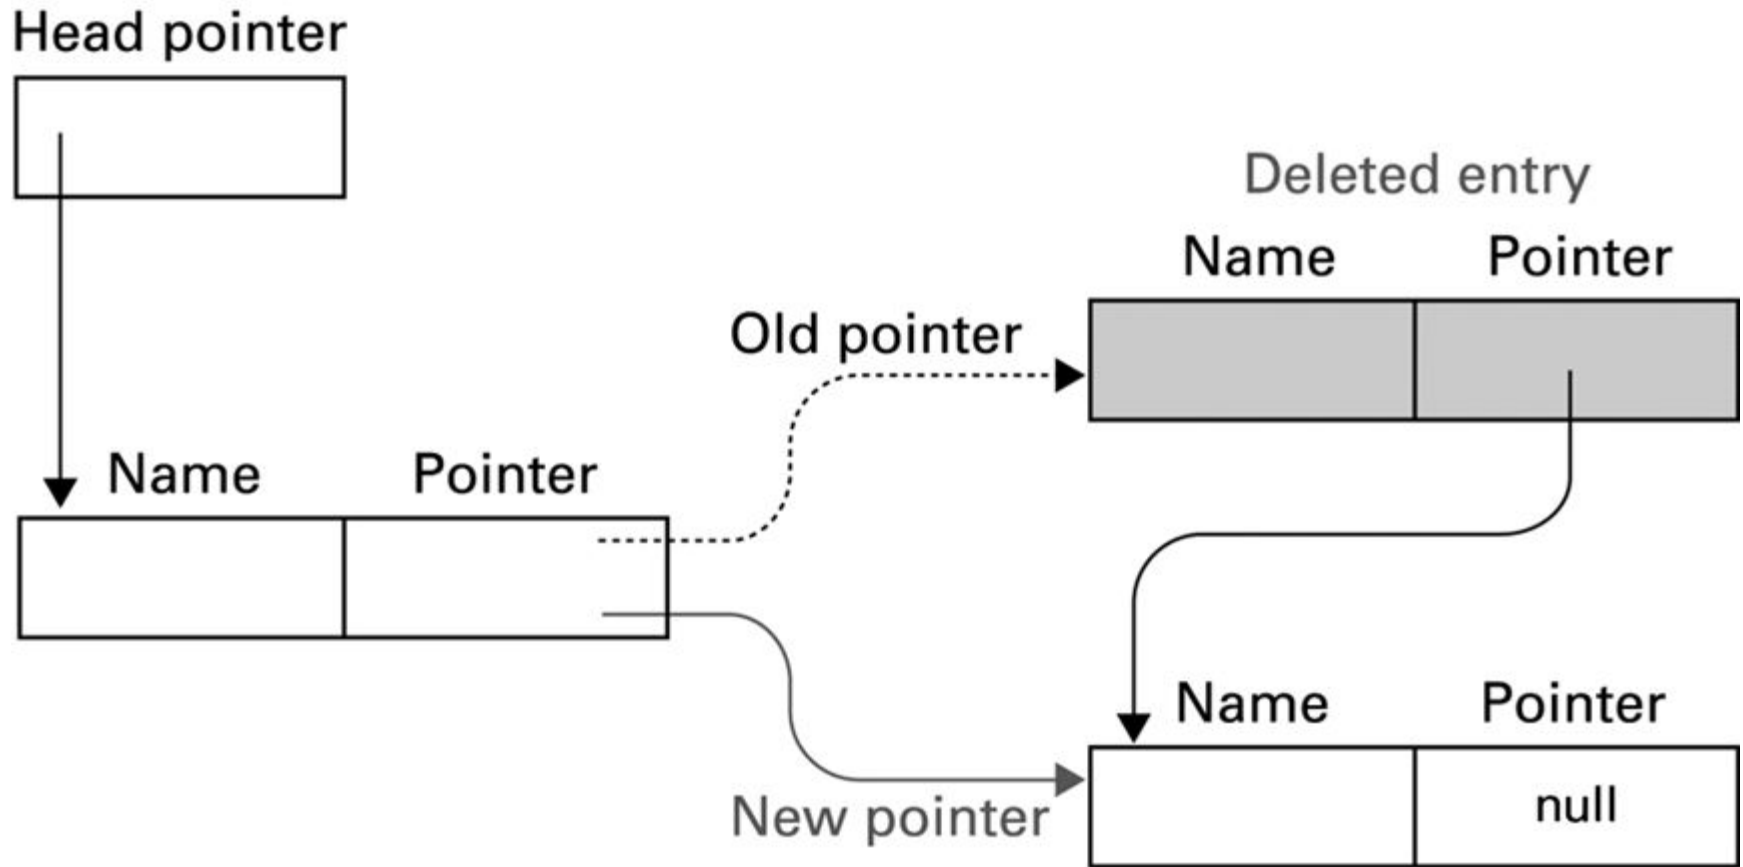 Head pointer
Deleted entry
Name Pointer
Old pointer
Name Pointer
Name Pointer
null
New pointer